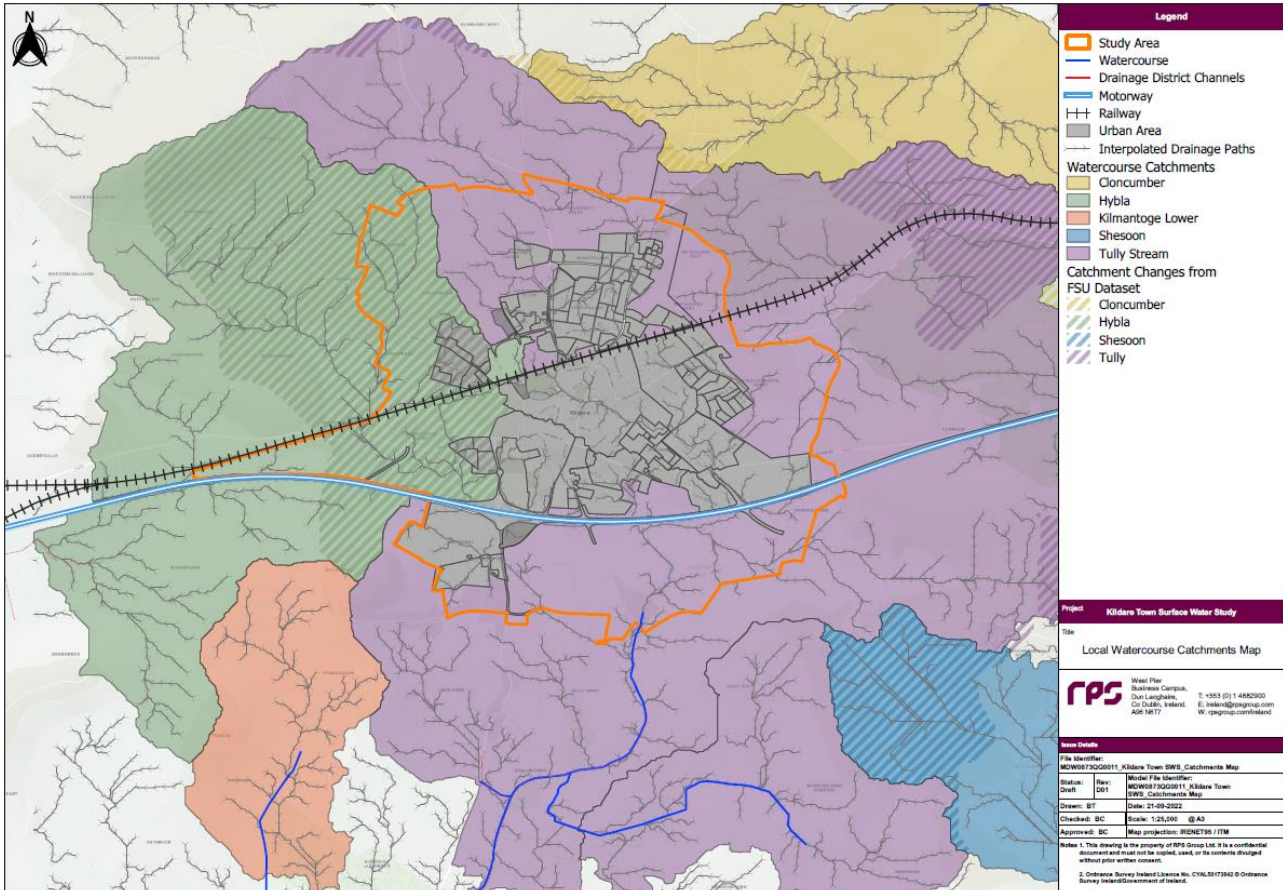 N
Legend
Study Area
Watercourse
Drainage District Channels
Motorway
Railway
Urban Area
Interpolated Drainage Paths
Watercourse Catchments
Cloncumber
Hybla
Kilmantoge Lower
Shesoon
Tully Stream
Catchment Changes from
FSU Dataset
Cloncumber
Hybla
Shesoon
Tully
Project
Kildare Town Surface Water Study
Title
Local Watercourse Catchments Map
rps
West Pier
Business Campus,
Dun Laoghaire,
Co Dublin, Ireland.
A96 N6T7
T: +353 (0) 1 4882900
E: ireland@rpsgroup.com
W: rpsgroup.com/ireland
Issue Details
File Identifier:
MDW0873QG0011_Kildare Town SWS_Catchments Map
Status: Draft
Rev: D01
Model File Identifier:
MDW0873QG0011_Kildare Town
SWS_Catchments Map
Drawn: BT
Date: 21-09-2022
Checked: BC
Scale: 1:25,000 @ A3
Approved: BC
Map projection: IRENET95 / ITM
Notes 1. This drawing is the property of RPS Group Ltd. It is a confidential
document and must not be copied, used, or its contents divulged
without prior written consent.
2. Ordnance Survey Ireland Licence No. CYAL50173042 © Ordnance
Survey Ireland/Government of Ireland.